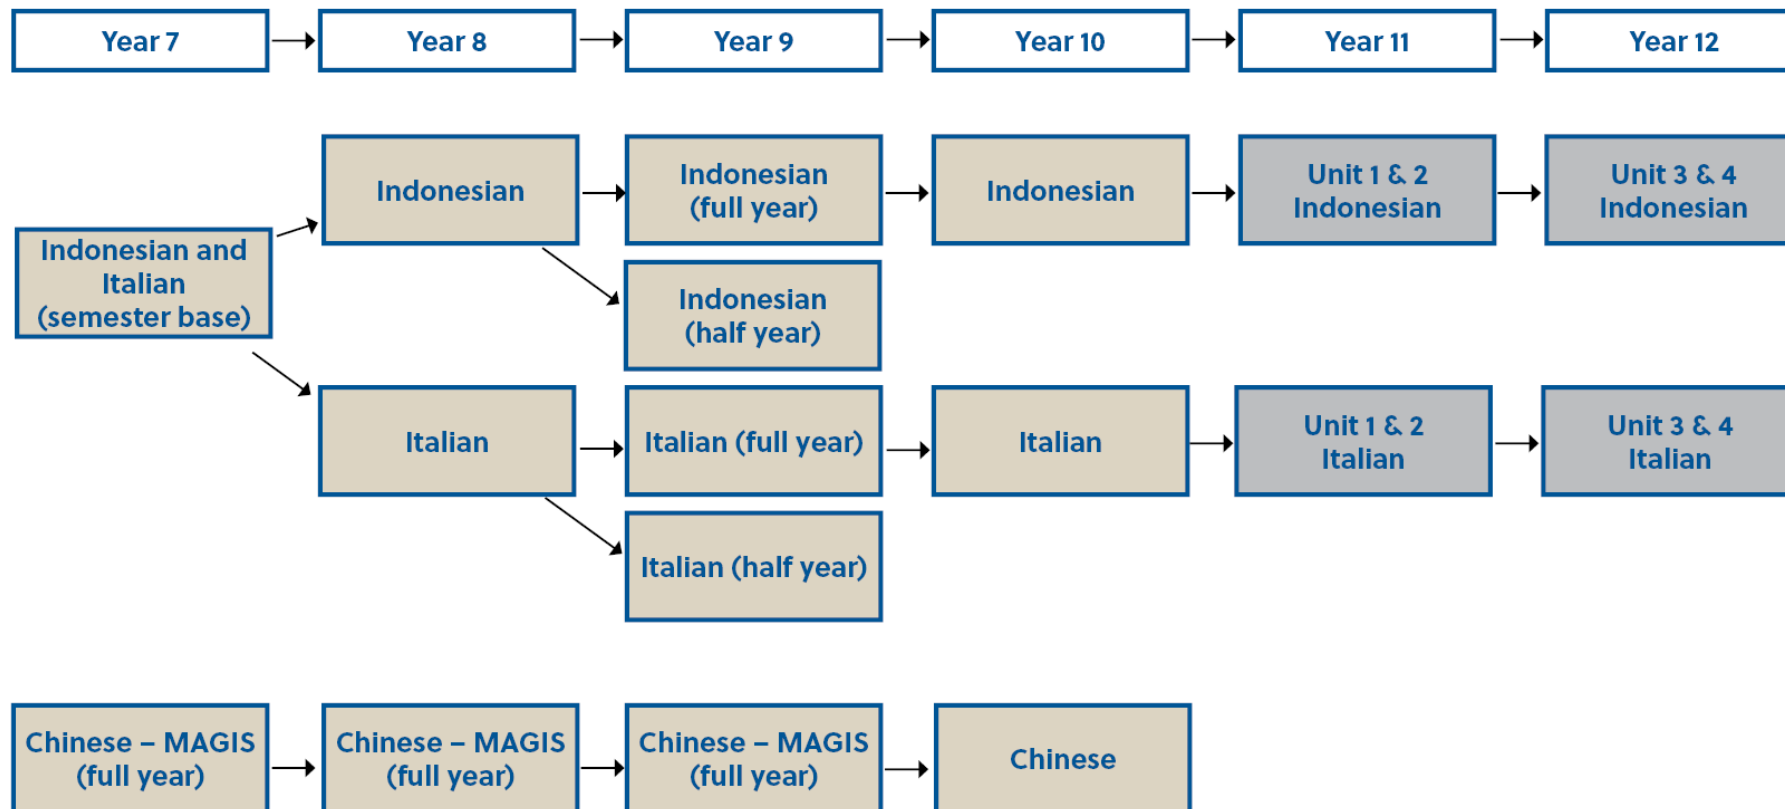 Year 7
Year 8
Year 9
Year 10
Year 11
Year 12
Indonesian and
Italian
(semester base)
Indonesian
Indonesian
(full year)
Indonesian
Unit 1 & 2
Indonesian
Unit 3 & 4
Indonesian
Indonesian
(half year)
Italian
Italian (full year)
Italian
Unit 1 & 2
Italian
Unit 3 & 4
Italian
Italian (half year)
Chinese – MAGIS
(full year)
Chinese – MAGIS
(full year)
Chinese – MAGIS
(full year)
Chinese